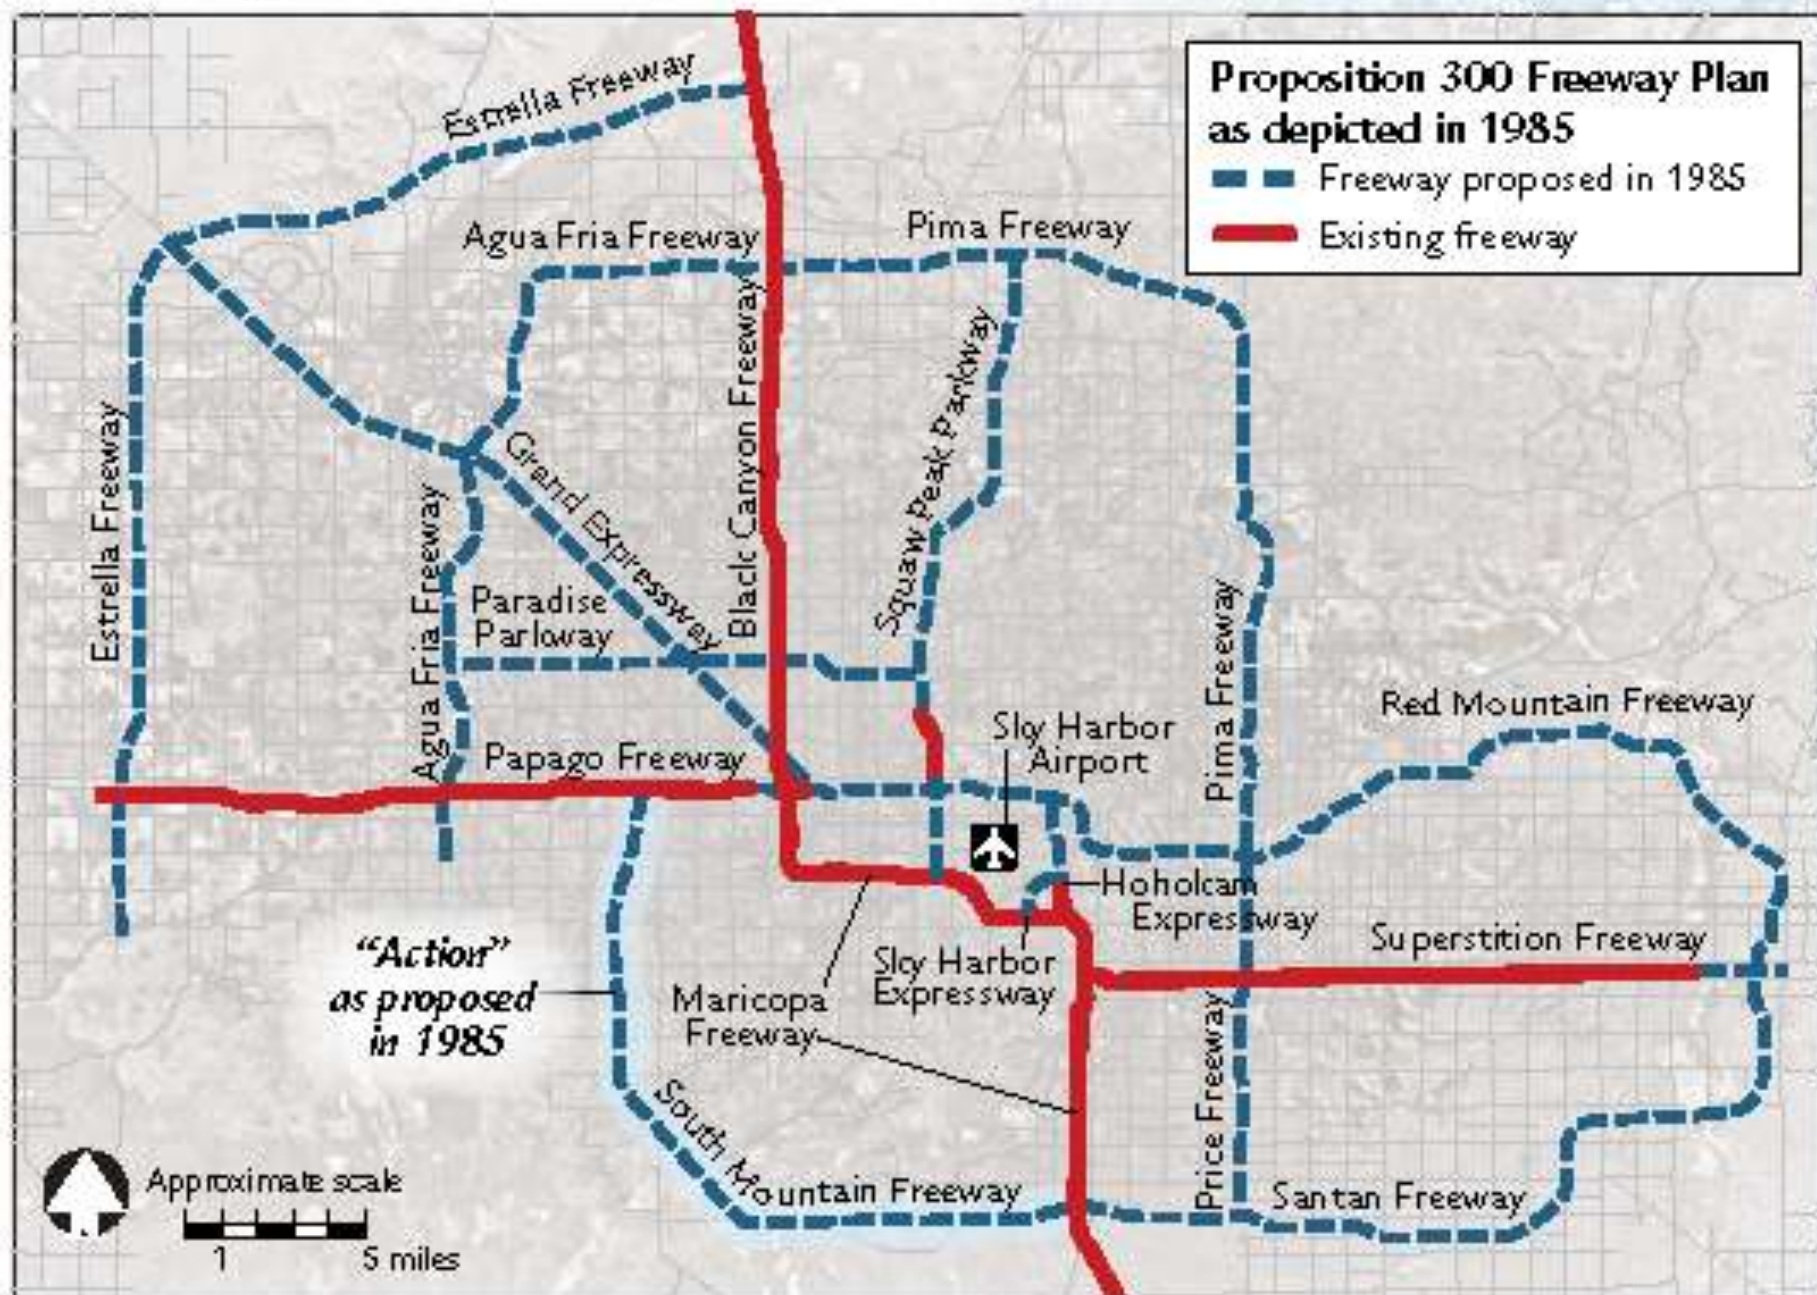 Proposition 300 Freeway Plan
as depicted in 1985
Freeway proposed in 1985
Existing freeway
Estrella Freeway
Agua Fria Freeway
Pima Freeway
Black Canyon Freeway
Squaw Peak Parkway
Estrella Freeway
Agua Fria Freeway
Grand Expressway
Paradise
Parkway
Pima Freeway
Red Mountain Freeway
Papago Freeway
Sky Harbor
Airport
Hohokam
Expressway
Superstition Freeway
"Action"
as proposed
in 1985
Maricopa
Freeway
Sky Harbor
Expressway
Price Freeway
South Mountain Freeway
Santan Freeway
Approximate scale
1 5 miles